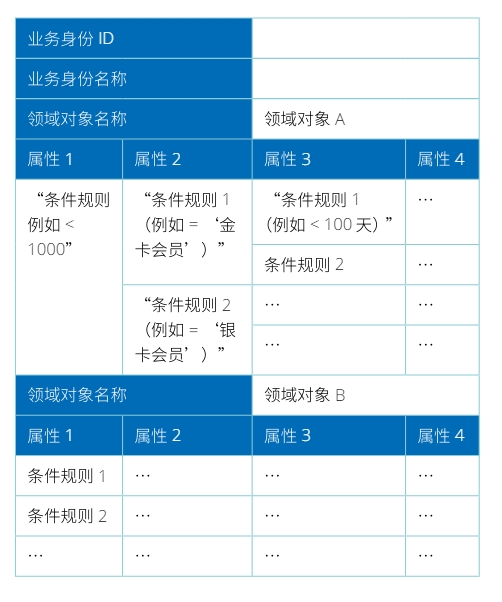 业务身份 ID
业务身份名称
领域对象名称 领域对象 A
属性 1 属性 2 属性 3 属性 4
“条件规则
例如 <
1000”
“条件规则 1
（例如 = ‘金
卡会员’）”
“条件规则 1
（例如 < 100 天）”
…
条件规则 2 …
“条件规则 2
（例如 = ‘银
卡会员’）”
… …
… …
领域对象名称 领域对象 B
属性 1 属性 2 属性 3 属性 4
条件规则 1 … … …
条件规则 2 … … …
… … … …